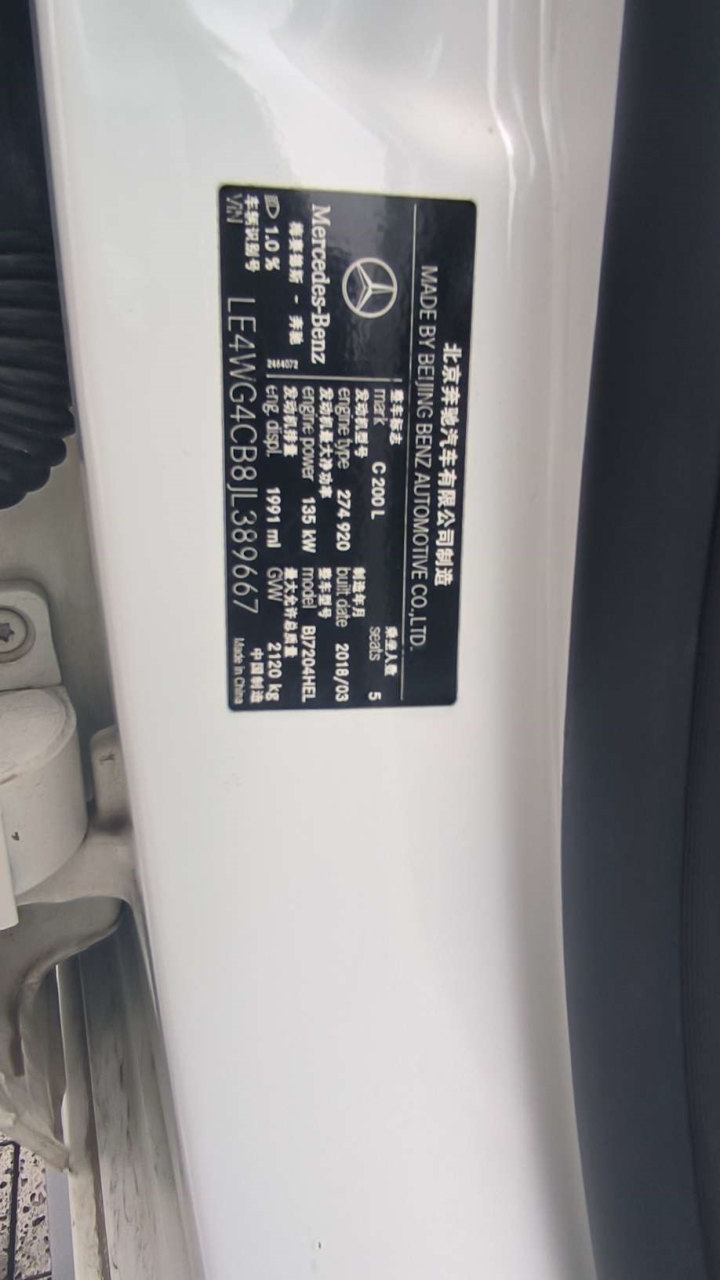 北京奔驰汽车有限公司制造
MADE BY BEIJING BENZ AUTOMOTIVE CO.,LTD.
整车标志 mark C 200 L 乘坐人数 seats 5
发动机型号 engine type 274 920 制造年月 built date 2018/03
Mercedes-Benz 发动机最大净功率 engine power 135 kW 整车型号 model BJ7204HEL
梅赛德斯 - 奔驰 2464072 发动机排量 eng. displ. 1991 ml 最大允许总质量 GVW 2120 kg
1.0 %
车辆识别号 中国制造
VIN LE4WG4CB8JL389667 Made in China